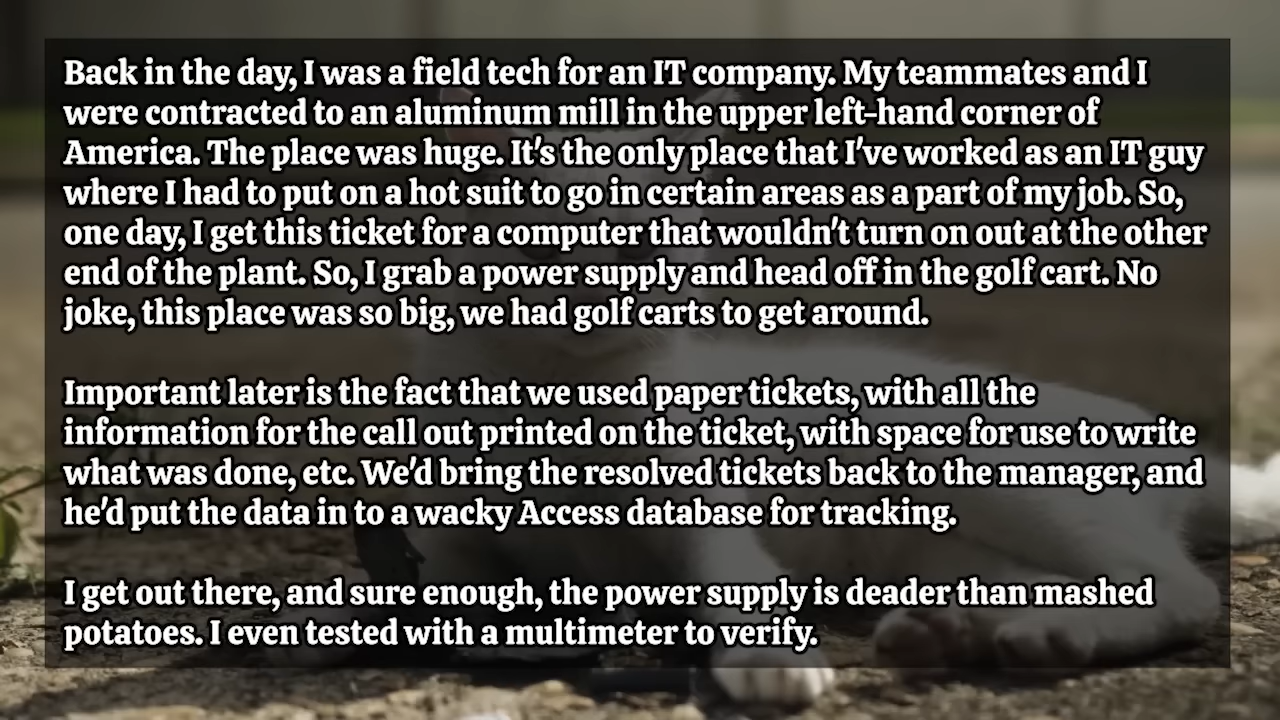 Back in the day, I was a field tech for an IT company. My teammates and I
were contracted to an aluminum mill in the upper left-hand corner of
America. The place was huge. It's the only place that I've worked as an IT guy
where I had to put on a hot suit to go in certain areas as a part of my job. So,
one day, I get this ticket for a computer that wouldn't turn on out at the other
end of the plant. So, I grab a power supply and head off in the golf cart. No
joke, this place was so big, we had golf carts to get around.
Important later is the fact that we used paper tickets, with all the
information for the call out printed on the ticket, with space for use to write
what was done, etc. We'd bring the resolved tickets back to the manager, and
he'd put the data in to a wacky Access database for tracking.
I get out there, and sure enough, the power supply is deader than mashed
potatoes. I even tested with a multimeter to verify.